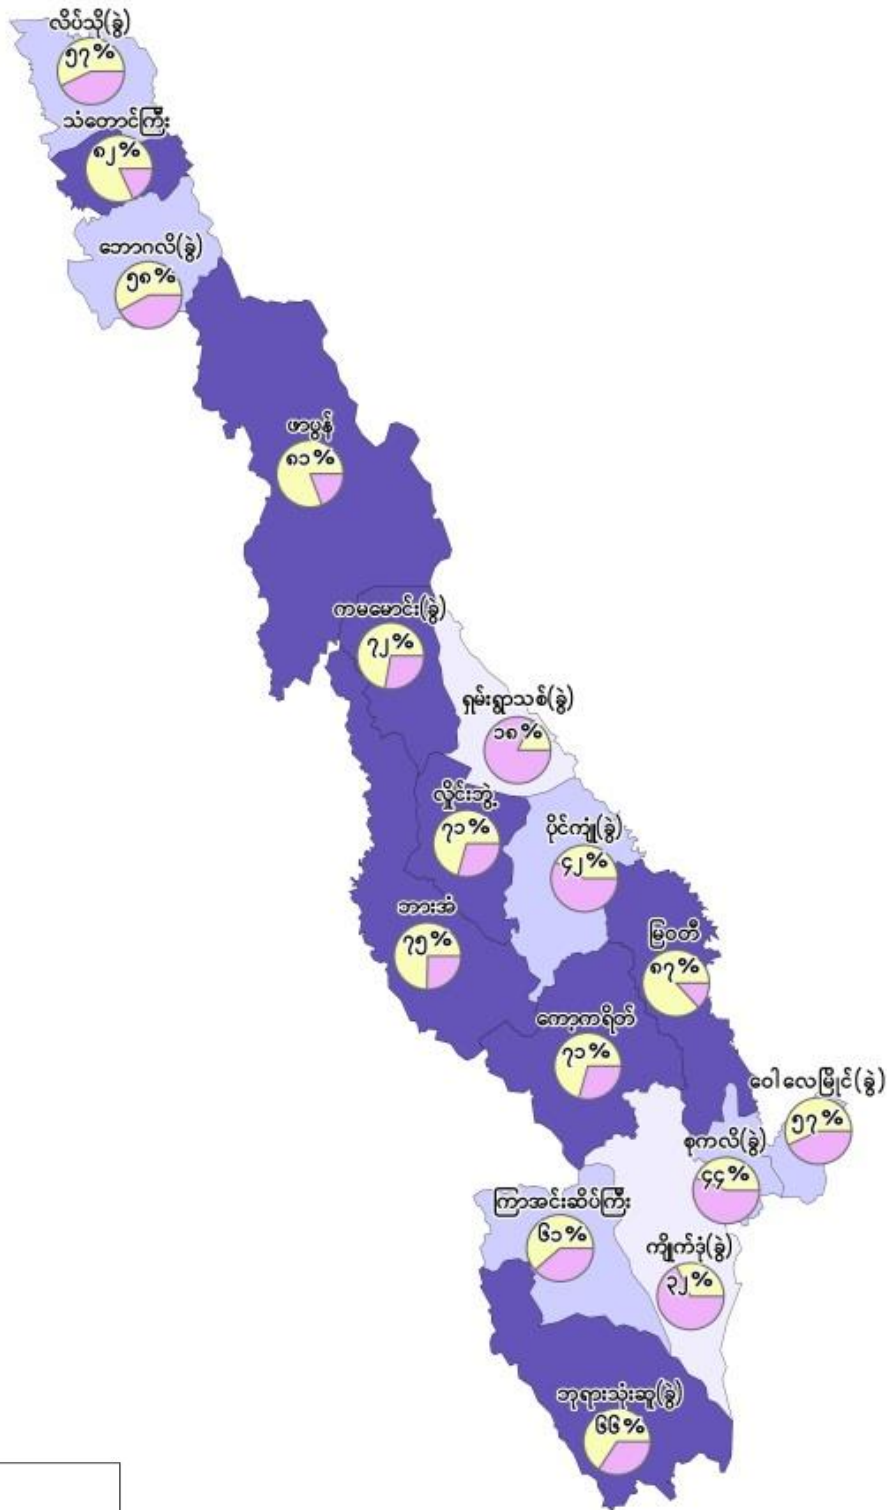 လိပ်သို(ခွဲ)
၅၇%
သံတောင်ကြီး
၈၂%
ဘောဂလိ(ခွဲ)
၅၈%
ဖာပွန်
၈၁%
ကမမောင်း(ခွဲ)
၇၂%
ရှမ်းရွာသစ်(ခွဲ)
၁၈%
လှိုင်းဘွဲ့
၇၁%
ပိုင်ကျုံ(ခွဲ)
၄၂%
ဘားအံ
၇၅%
မြဝတီ
၈၇%
ကော့ကရိတ်
၇၁%
ဝေါလေမြိုင်(ခွဲ)
၅၇%
စုကလိ(ခွဲ)
၄၄%
ကြာအင်းဆိပ်ကြီး
၆၁%
ကျိုက်ဒုံ(ခွဲ)
၃၂%
ဘုရားသုံးဆူ(ခွဲ)
၆၆%